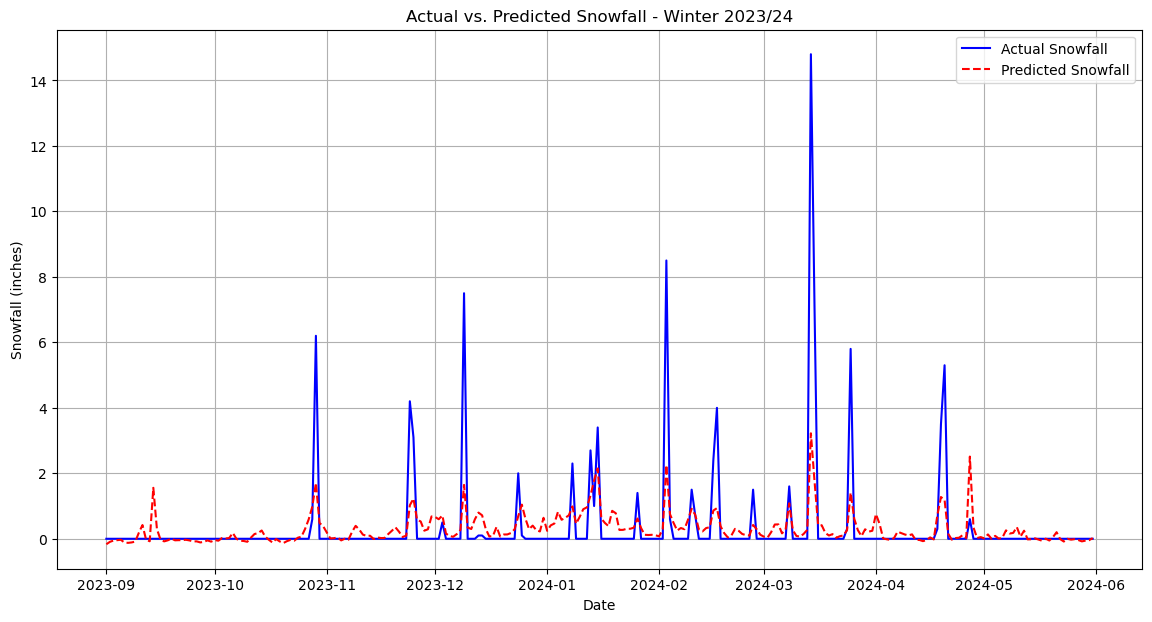 Actual vs. Predicted Snowfall - Winter 2023/24
Actual Snowfall
Predicted Snowfall
14
12
10
8
6
4
2
0
Snowfall (inches)
2023-09 2023-10 2023-11 2023-12 2024-01 2024-02 2024-03 2024-04 2024-05 2024-06
Date